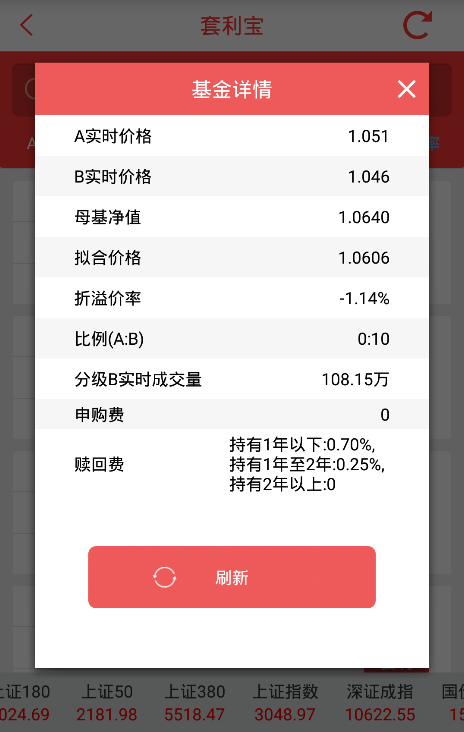 套利宝
基金详情
A
率
A实时价格 1.051
B实时价格 1.046
母基净值 1.0640
拟合价格 1.0606
折溢价率 -1.14%
比例(A:B) 0:10
分级B实时成交量 108.15万
申购费 0
赎回费 持有1年以下:0.70%,
持有1年至2年:0.25%,
持有2年以上:0
刷新
上证180 上证50 上证380 上证指数 深证成指 国
024.69 2181.98 5518.47 3048.97 10622.55 15